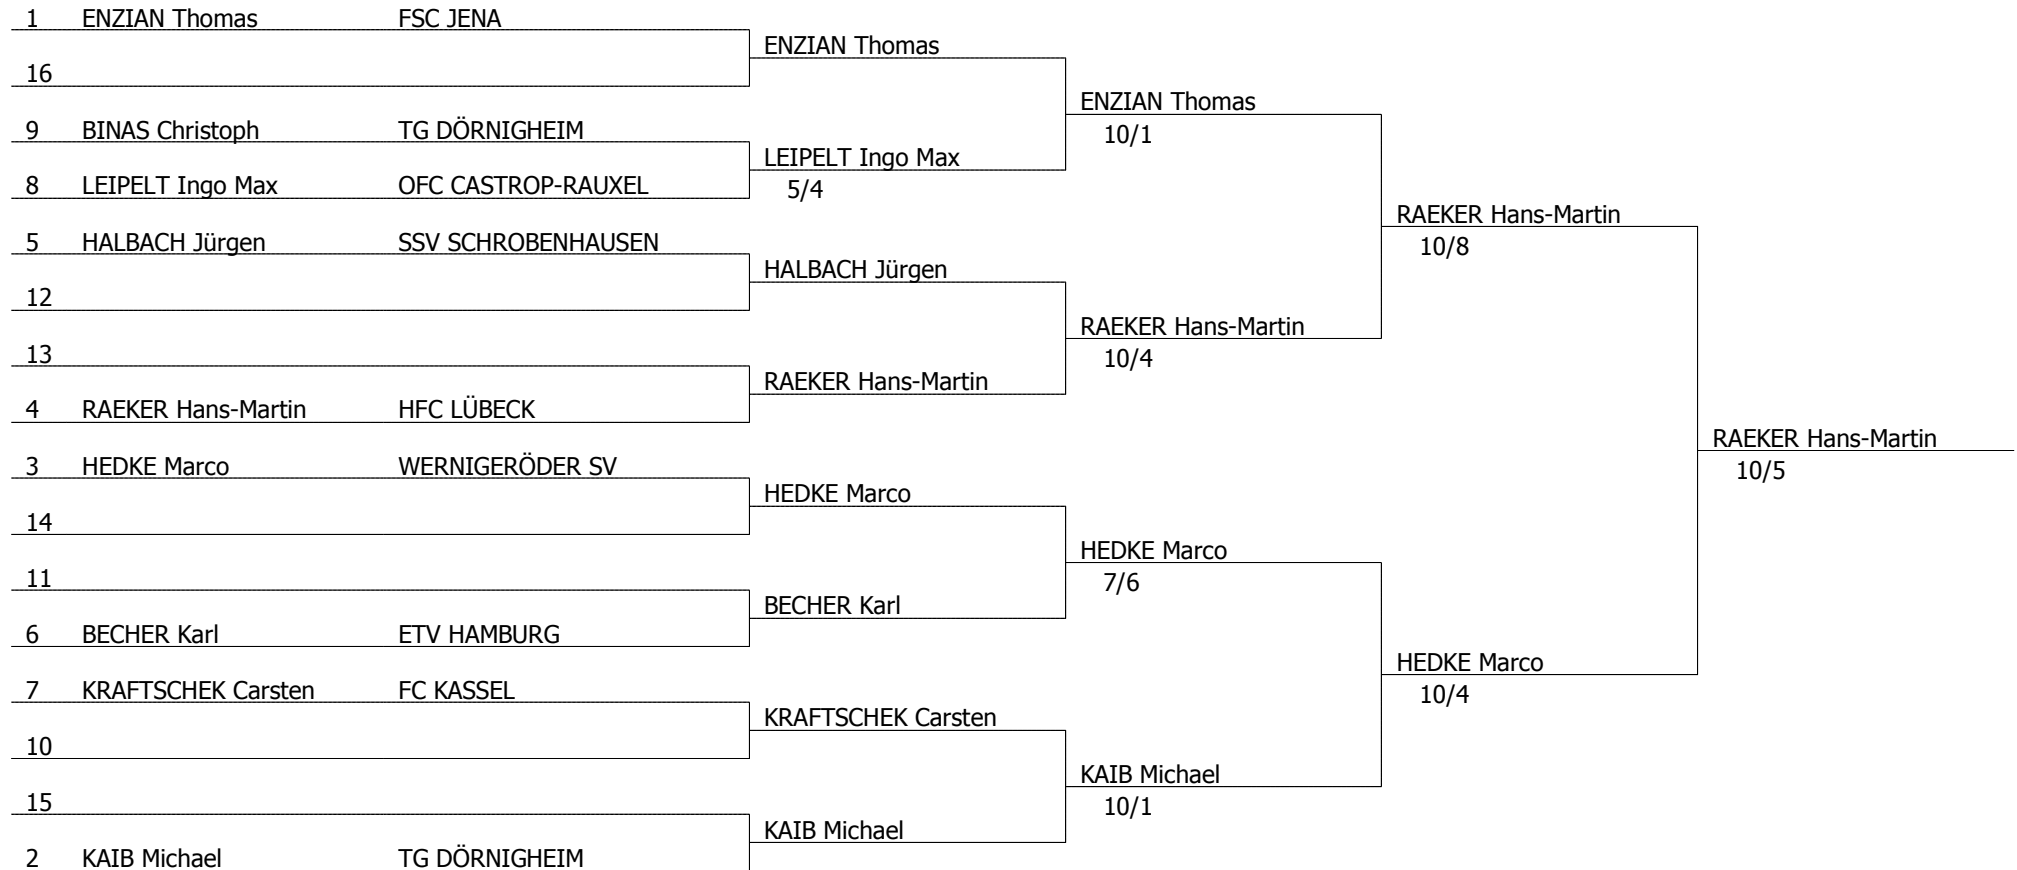 1 ENZIAN Thomas FSC JENA
ENZIAN Thomas
16
ENZIAN Thomas
10/1
9 BINAS Christoph TG DÖRNIGHEIM
LEIPELT Ingo Max
5/4
8 LEIPELT Ingo Max OFC CASTROP-RAUXEL
RAEKER Hans-Martin
10/8
5 HALBACH Jürgen SSV SCHROBENHAUSEN
HALBACH Jürgen
12
RAEKER Hans-Martin
10/4
13
RAEKER Hans-Martin
4 RAEKER Hans-Martin HFC LÜBECK
RAEKER Hans-Martin
10/5
3 HEDKE Marco WERNIGERÖDER SV
HEDKE Marco
14
HEDKE Marco
7/6
11
BECHER Karl
6 BECHER Karl ETV HAMBURG
HEDKE Marco
10/4
7 KRAFTSCHEK Carsten FC KASSEL
KRAFTSCHEK Carsten
10
KAIB Michael
10/1
15
KAIB Michael
2 KAIB Michael TG DÖRNIGHEIM